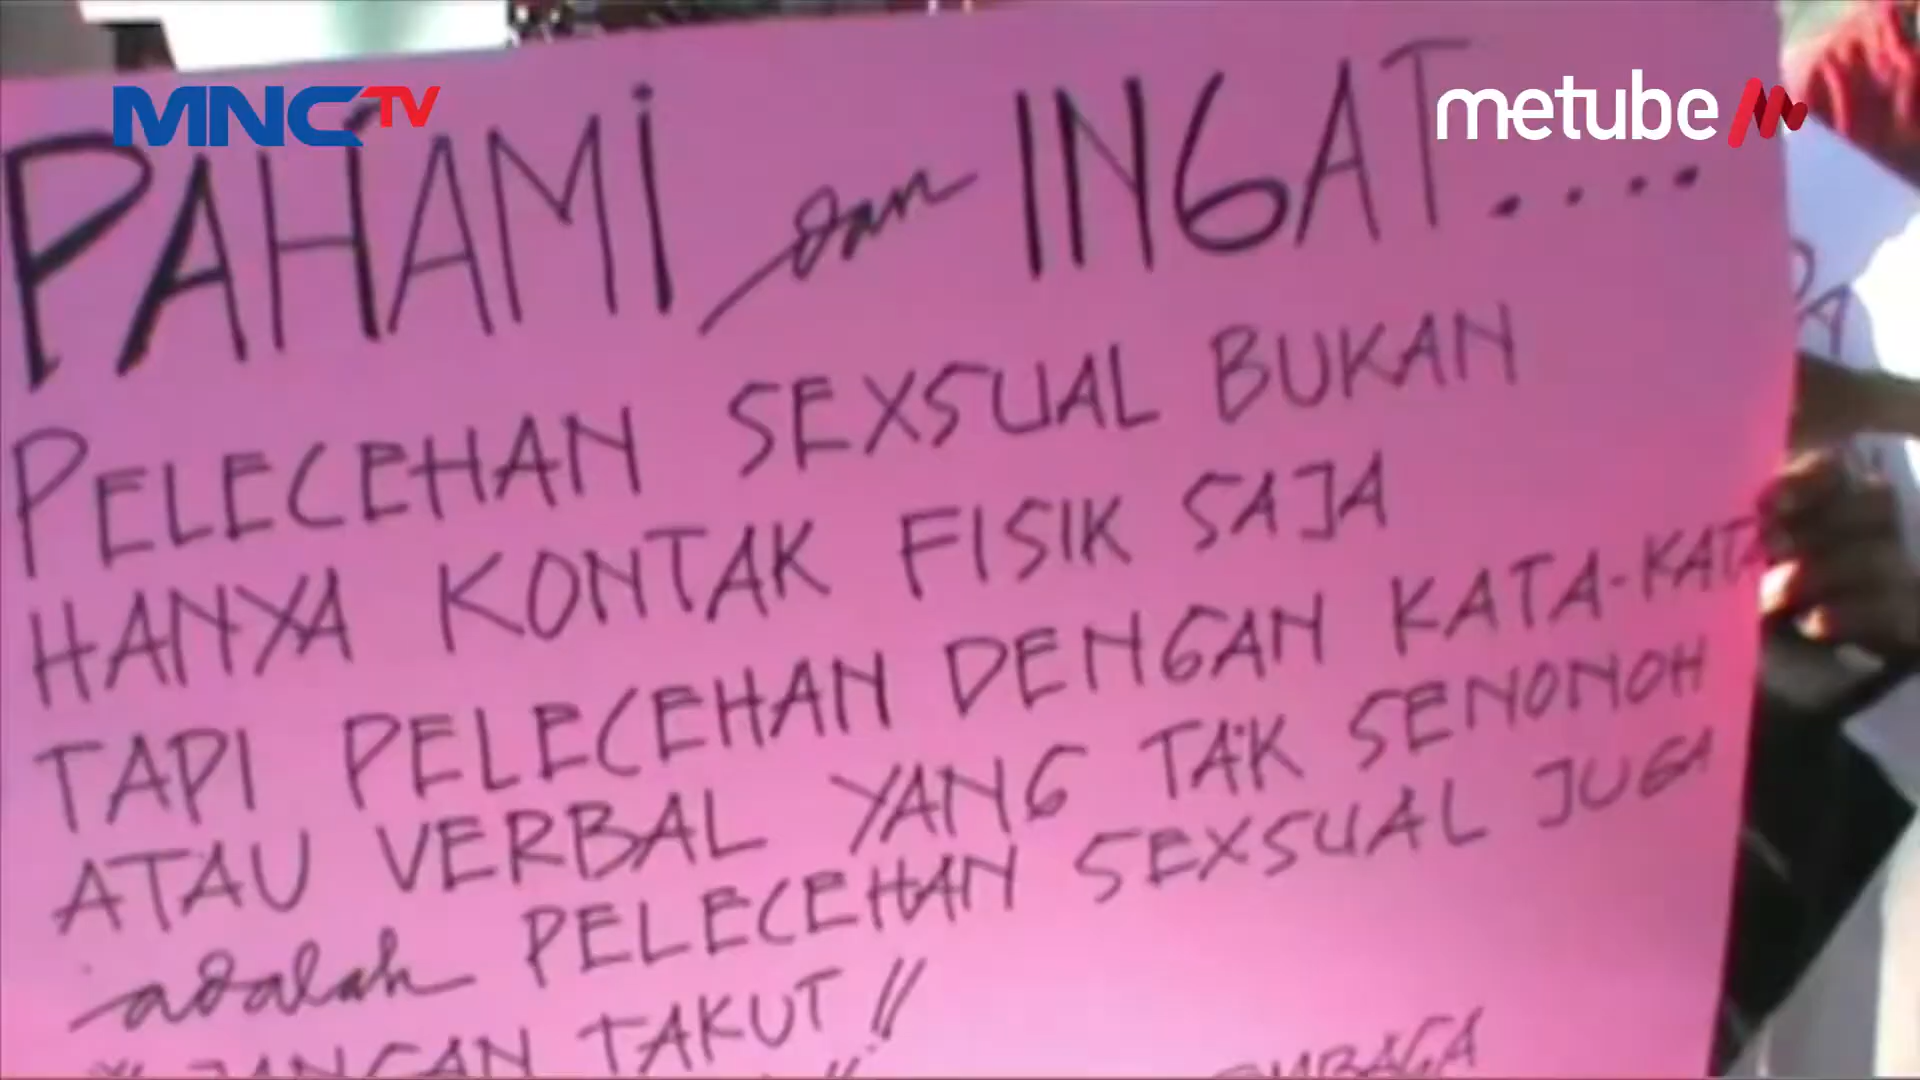 MNCTV
metube
PAHAMI dan INGAT....
PELECEHAN SEXSUAL BUKAN
HANYA KONTAK FISIK SAJA
TAPI PELECEHAN DENGAN KATA-KATA
ATAU VERBAL YANG TAK SENONOH
adalah PELECEHAN SEXSUAL JUGA
JANGAN TAKUT !!